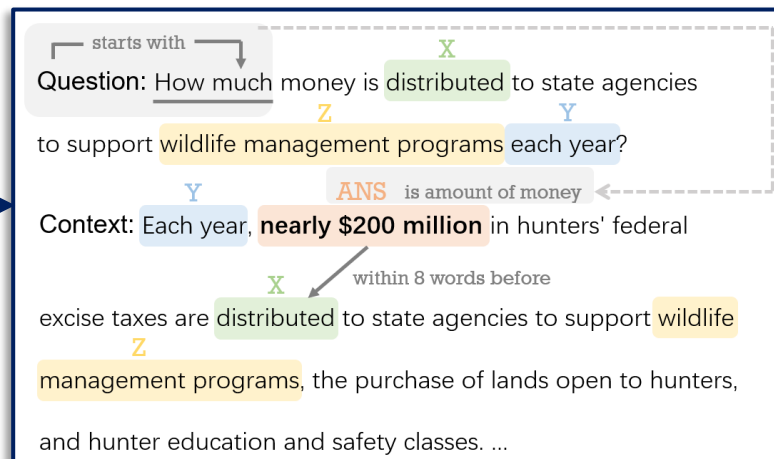 starts with
X
Question: How much money is distributed to state agencies
Z
Y
to support wildlife management programs each year?
Y
ANS is amount of money
Context: Each year, nearly $200 million in hunters' federal
within 8 words before
X
excise taxes are distributed to state agencies to support wildlife
Z
management programs, the purchase of lands open to hunters,
and hunter education and safety classes. ...